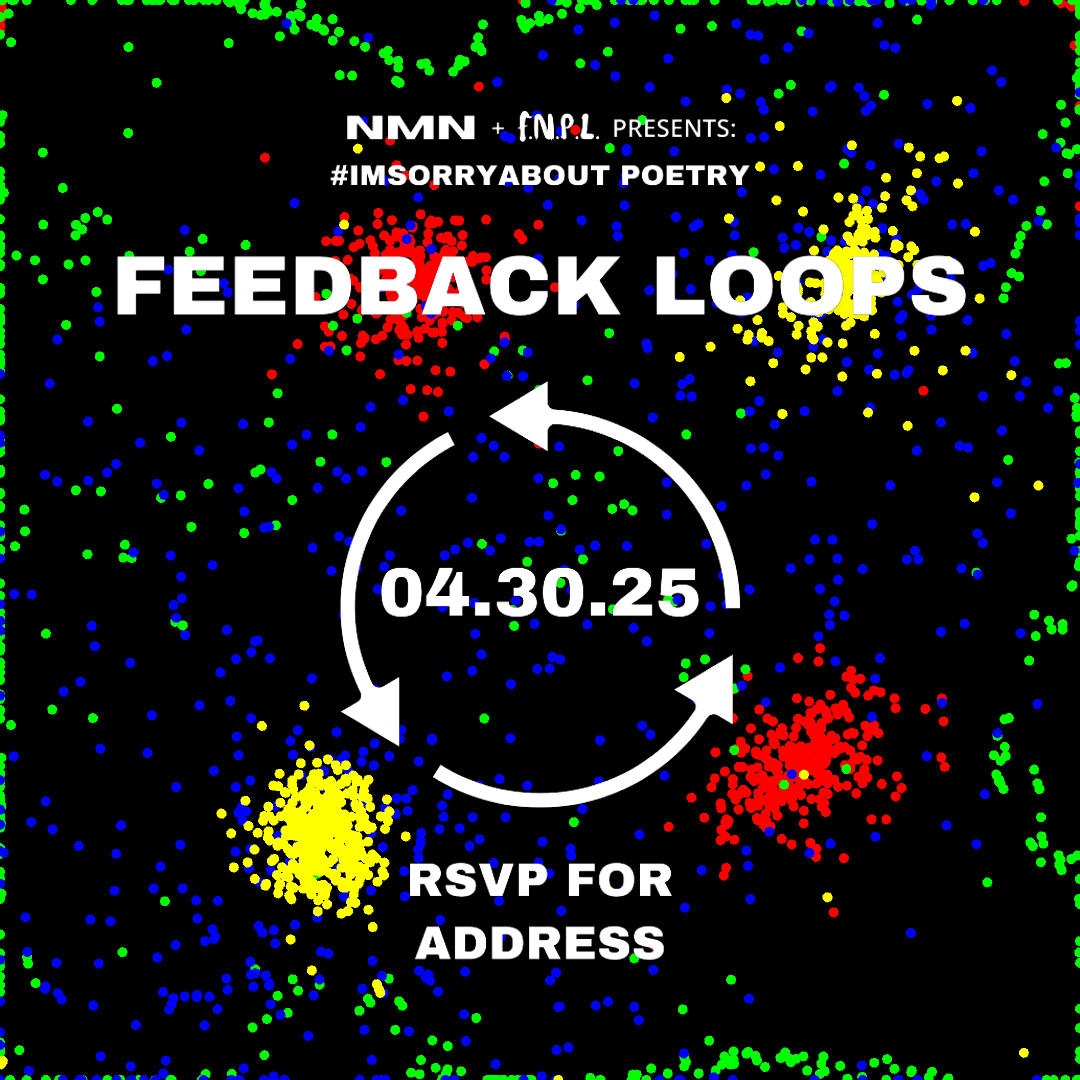 NMN + F.N.P.L. PRESENTS:
#IMSORRYABOUT POETRY
FEEDBACK LOOPS
04.30.25
RSVP FOR
ADDRESS